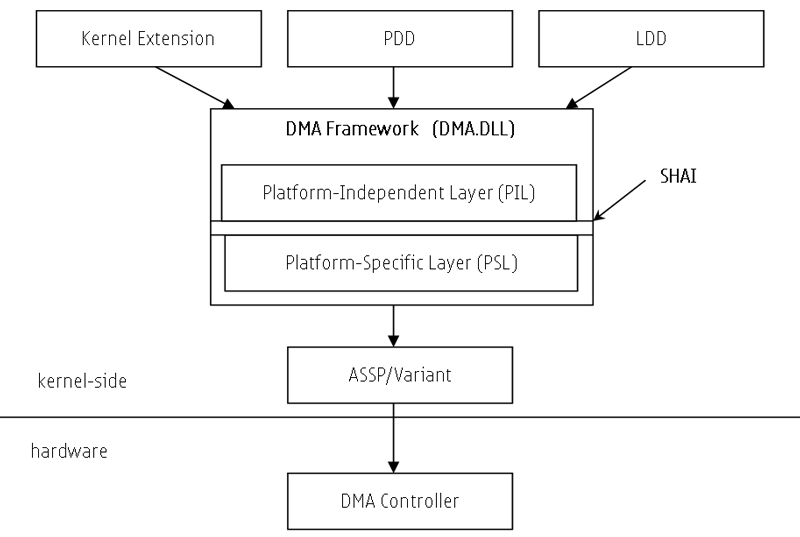 Kernel Extension
PDD
LDD
DMA Framework (DMA.DLL)
Platform-Independent Layer (PIL)
SHAI
Platform-Specific Layer (PSL)
ASSP/Variant
kernel-side
hardware
DMA Controller